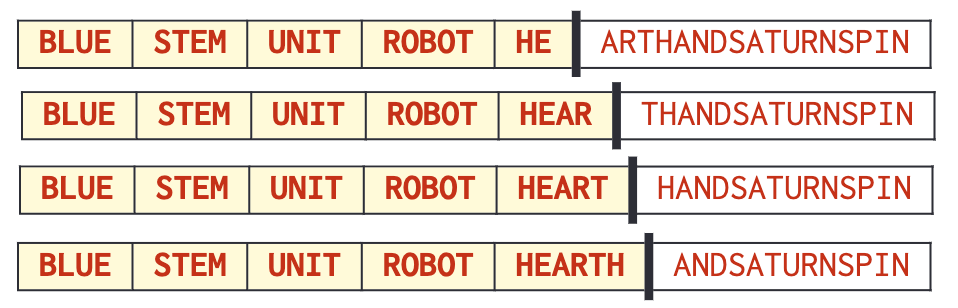 BLUE STEM UNIT ROBOT HE ARTHANDSATURNSPIN
BLUE STEM UNIT ROBOT HEAR THANDSATURNSPIN
BLUE STEM UNIT ROBOT HEART HANDSATURNSPIN
BLUE STEM UNIT ROBOT HEARTH ANDSATURNSPIN